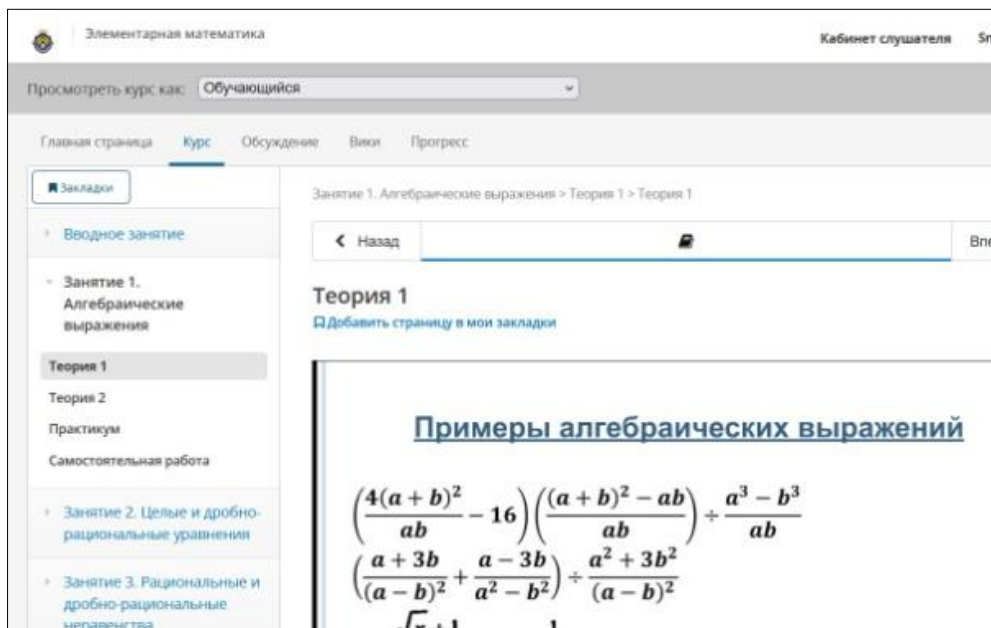 Элементарная математика
Кабинет слушателя
Просмотреть курс как: Обучающийся
Главная страница Курс Обсуждение Вики Прогресс
Закладки
Занятие 1. Алгебраические выражения > Теория 1 > Теория 1
Вводное занятие
Назад
Занятие 1.
Алгебраические
выражения
Теория 1
Добавить страницу в мои закладки
Теория 1
Теория 2
Практикум
Самостоятельная работа
Занятие 2. Целые и дробно-
рациональные уравнения
Занятие 3. Рациональные и
дробно-рациональные
неравенства
Примеры алгебраических выражений
(4(a + b)²/ab − 16)((a + b)² − ab/ab) ÷ a³ − b³/ab
(a + 3b/(a − b)² + a − 3b/a² − b²) ÷ a² + 3b²/(a − b)²